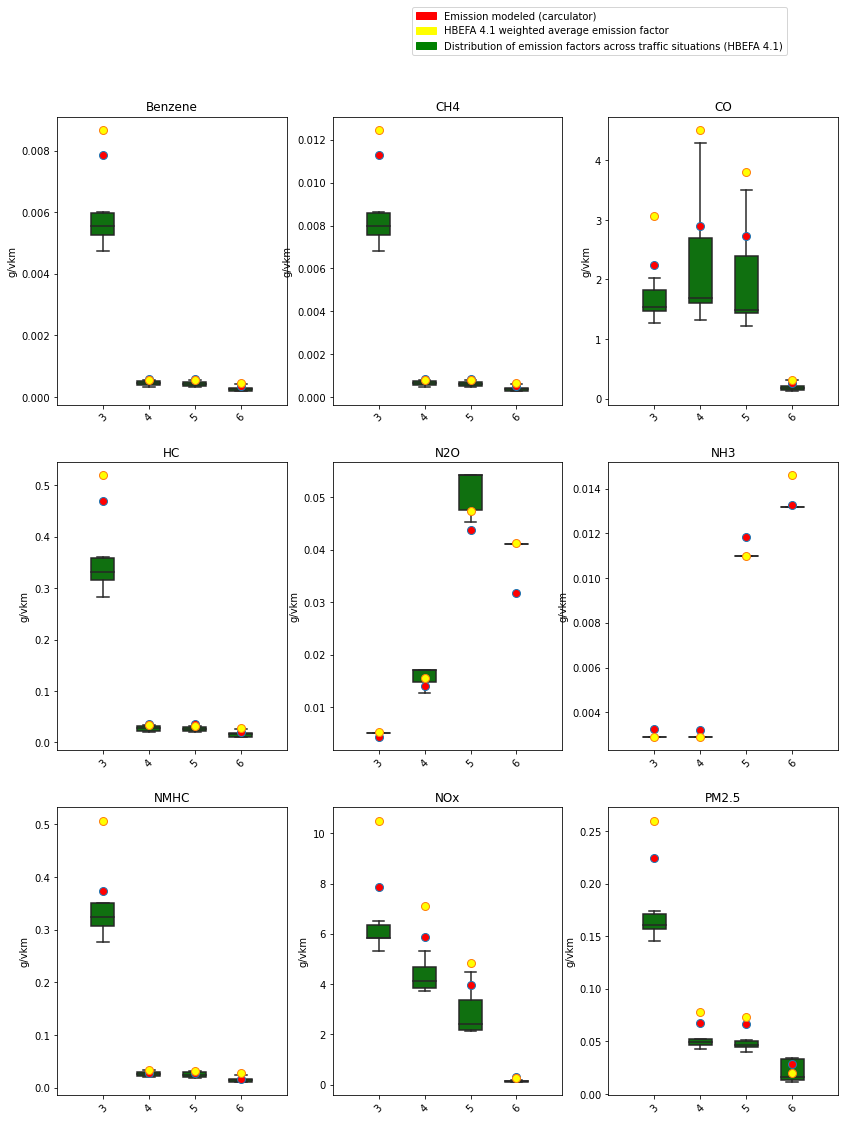 Emission modeled (carculator)
HBEFA 4.1 weighted average emission factor
Distribution of emission factors across traffic situations (HBEFA 4.1)
Benzene
g/vkm
0.008
0.006
0.004
0.002
0.000
3 4 5 6
CH4
g/vkm
0.012
0.010
0.008
0.006
0.004
0.002
0.000
3 4 5 6
CO
g/vkm
4
3
2
1
0
3 4 5 6
HC
g/vkm
0.5
0.4
0.3
0.2
0.1
0.0
3 4 5 6
N2O
g/vkm
0.05
0.04
0.03
0.02
0.01
3 4 5 6
NH3
g/vkm
0.014
0.012
0.010
0.008
0.006
0.004
3 4 5 6
NMHC
g/vkm
0.5
0.4
0.3
0.2
0.1
0.0
3 4 5 6
NOx
g/vkm
10
8
6
4
2
0
3 4 5 6
PM2.5
g/vkm
0.25
0.20
0.15
0.10
0.05
0.00
3 4 5 6